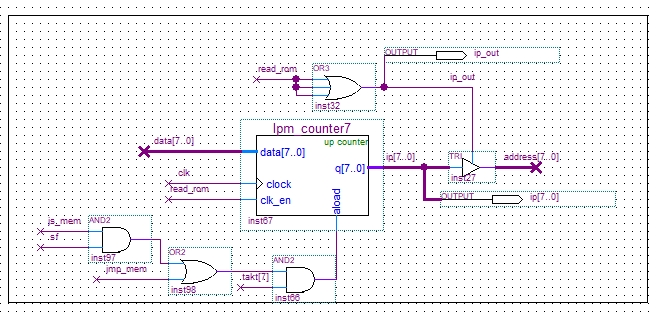 OUTPUT
ip_out
.read_rom
OR3
ip_out
inst32
lpm_counter7
.data[7..0]
up counter
data[7..0]
ip[7..0]
TRI
.address[7..0]
q[7..0]
.clk
inst27
clock
.read_rom
OUTPUT
ip[7..0]
clk_en
aload
inst67
.js_mem
AND2
.sf
inst97
OR2
.jmp_mem
AND2
.takt[7]
inst98
inst66